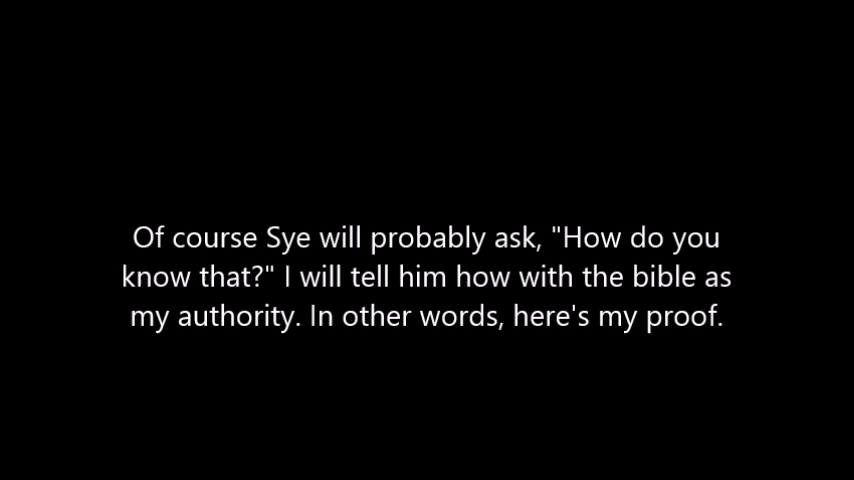 Of course Sye will probably ask, "How do you
know that?" I will tell him how with the bible as
my authority. In other words, here's my proof.